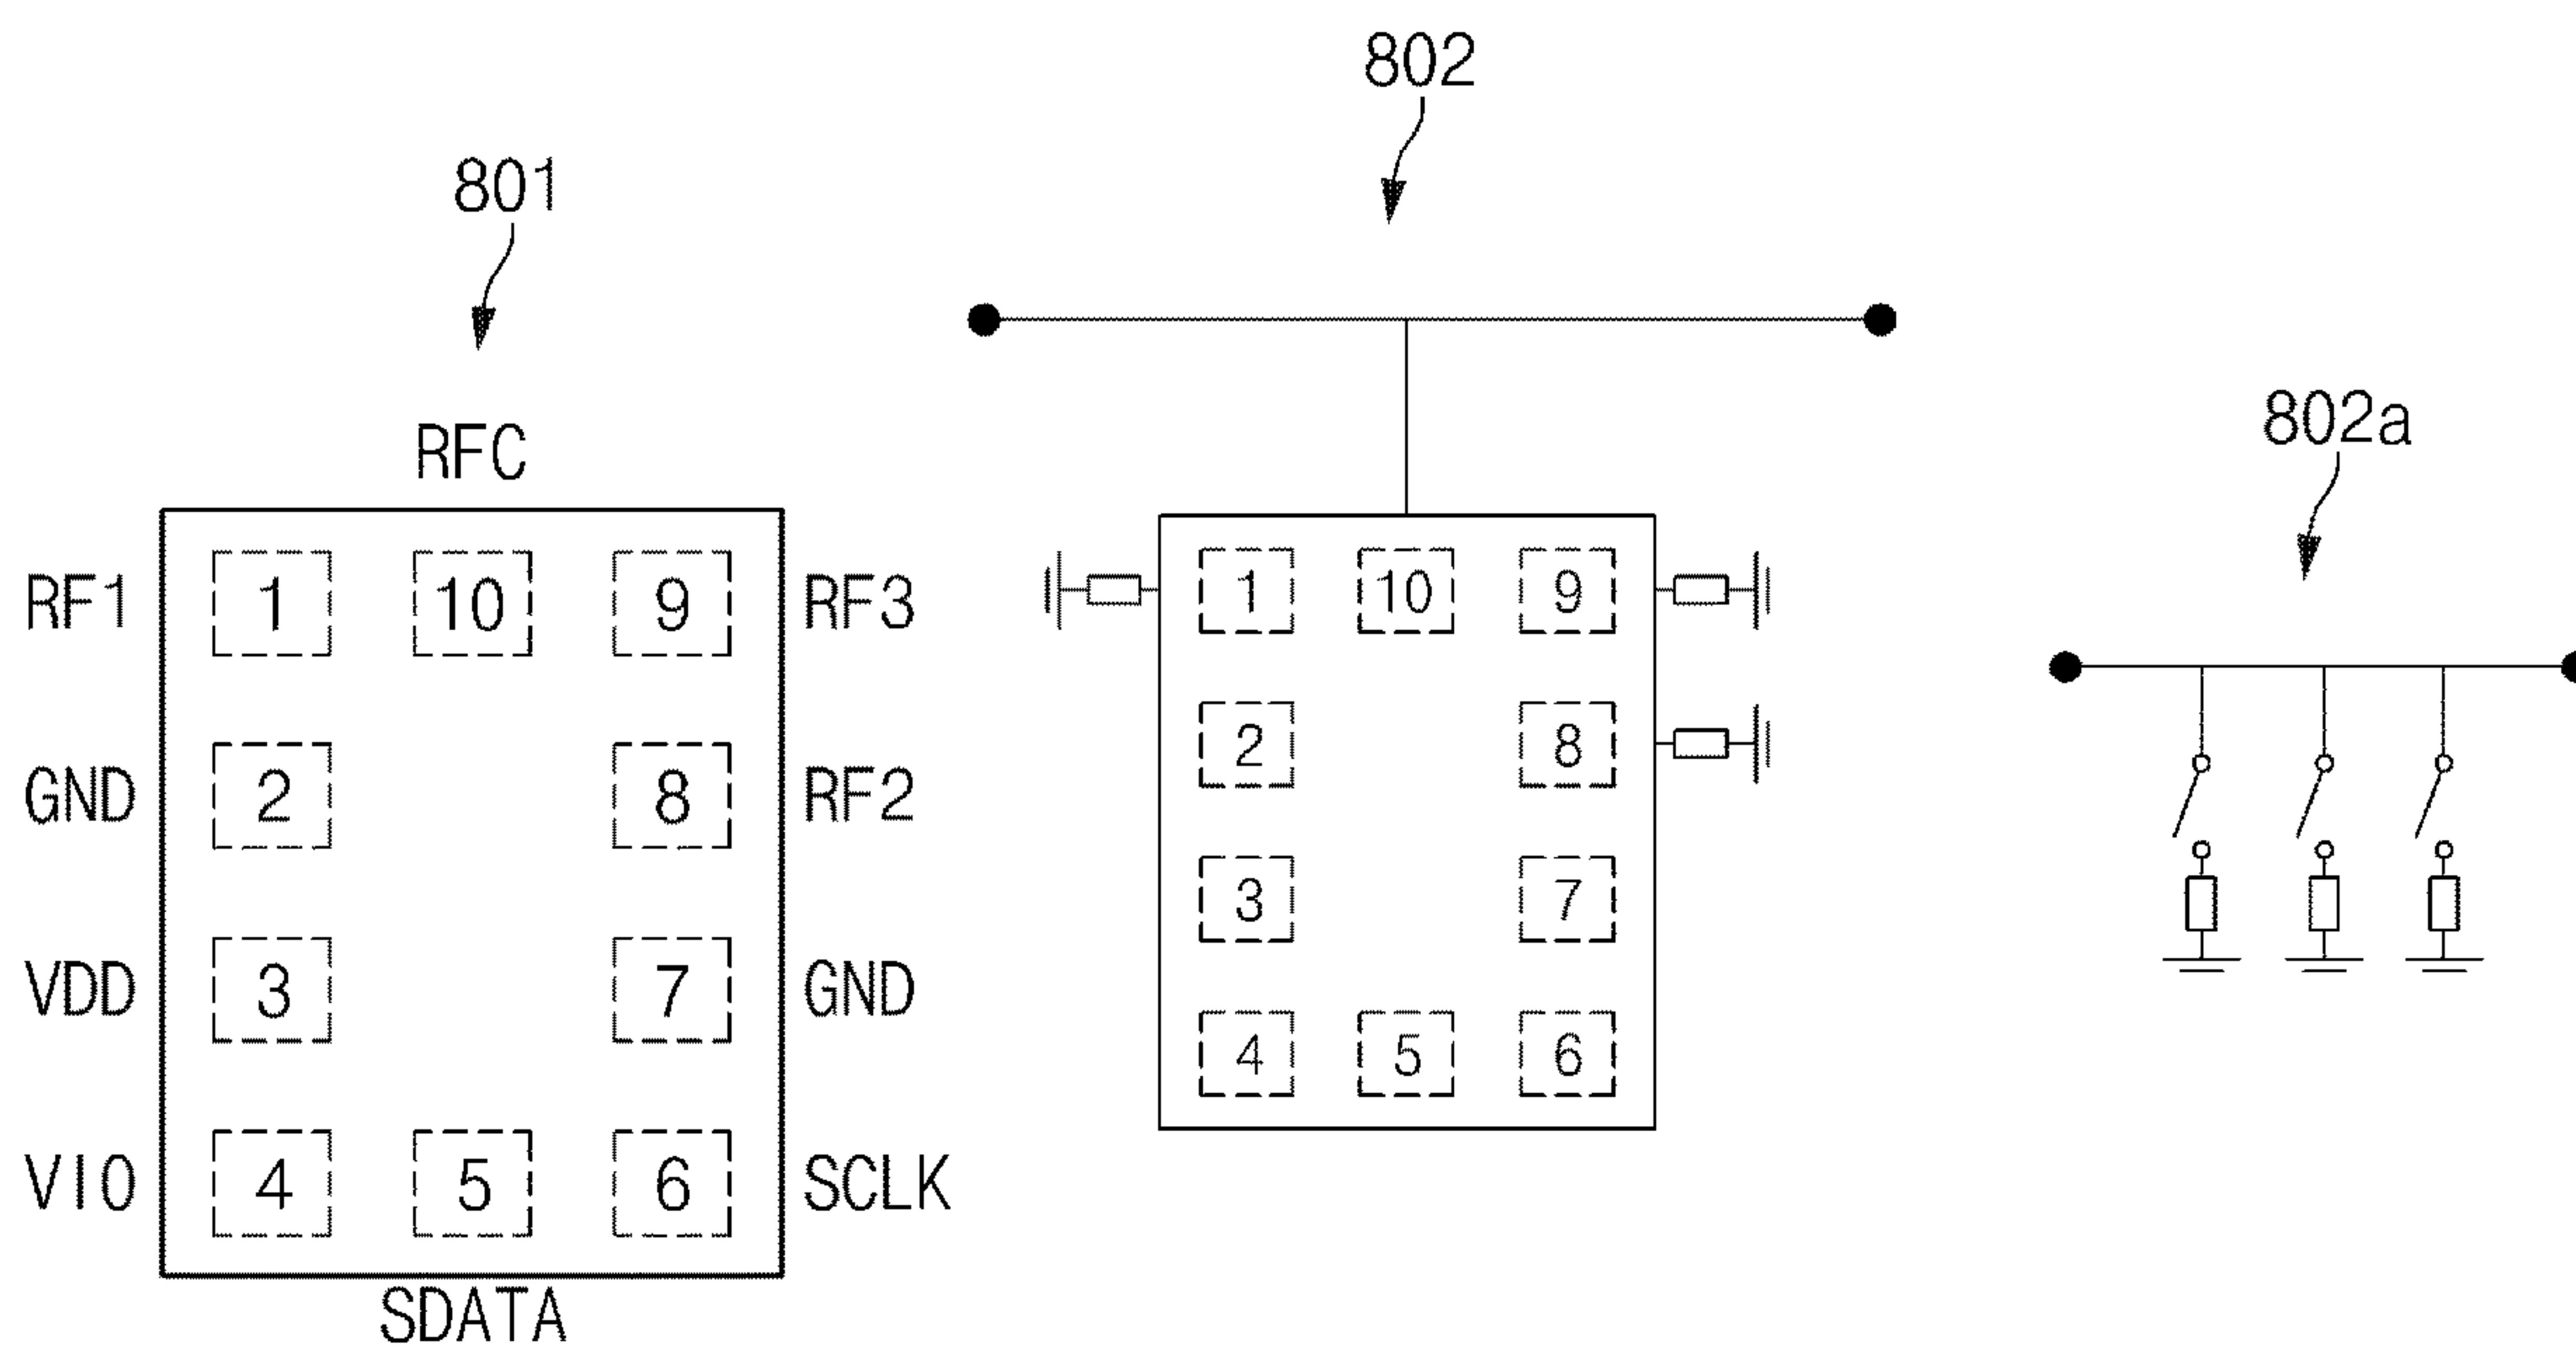 802
801
802a
RFC
RF1 1 10 9 RF3
GND 2 8 RF2
VDD 3 7 GND
VIO 4 5 6 SCLK
SDATA
1 10 9
2 8
3 7
4 5 6